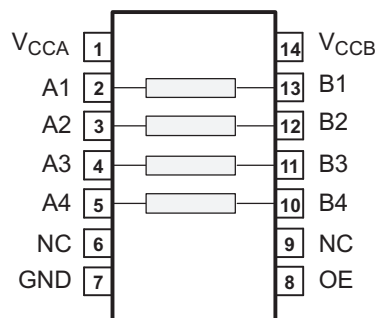 VCCA 1 14 VCCB
A1 2 13 B1
A2 3 12 B2
A3 4 11 B3
A4 5 10 B4
NC 6 9 NC
GND 7 8 OE